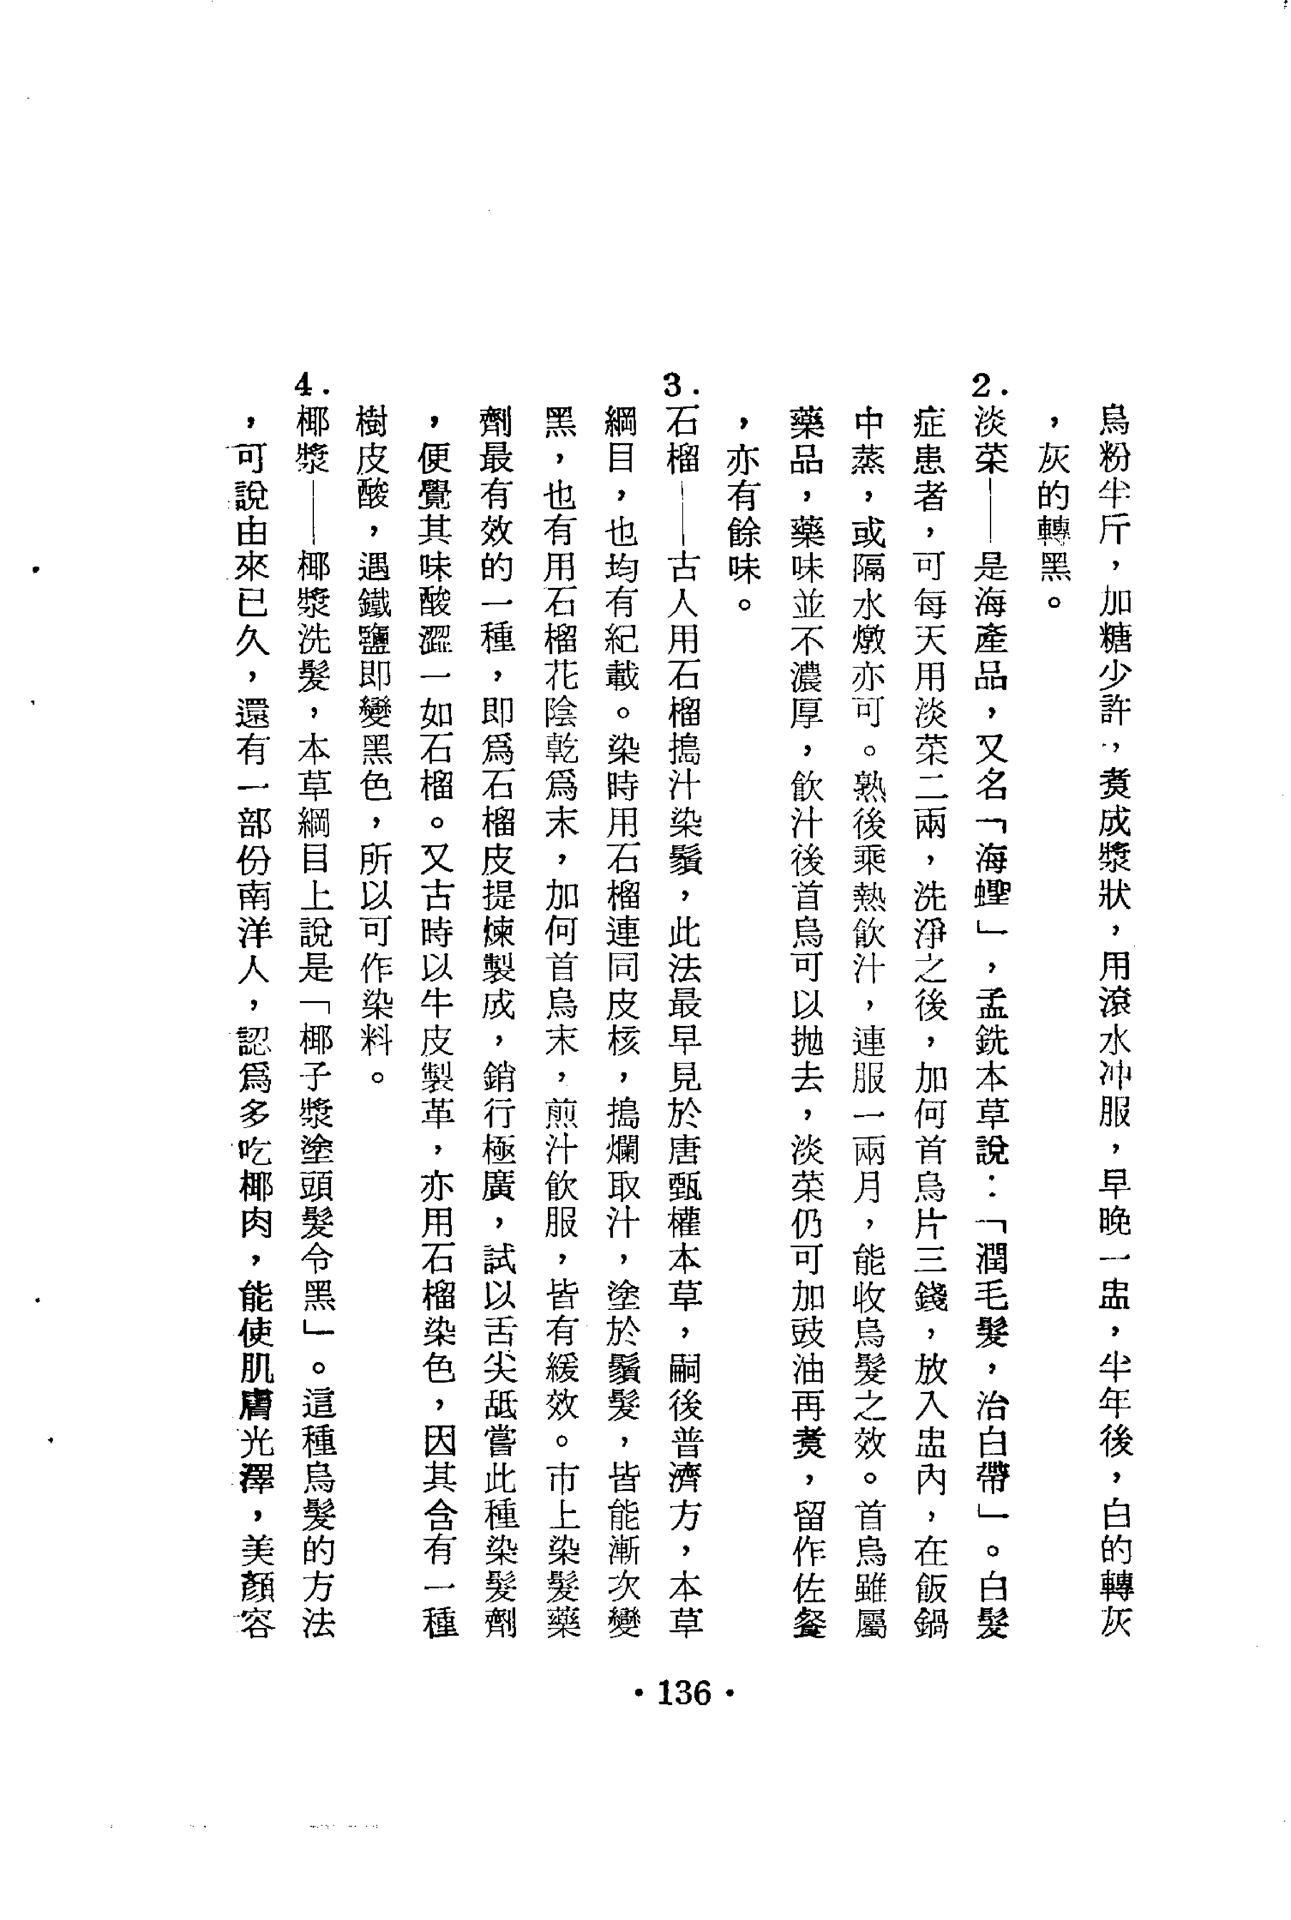 烏粉半斤，加糖少許，煑成漿狀，用滾水冲服，早晚一盅，半年後，白的轉灰
，灰的轉黑。
2.淡菜——是海產品，又名「海蟶」，孟銑本草說：「潤毛髮，治白帶」。白髮
症患者，可每天用淡菜二兩，洗淨之後，加何首烏片三錢，放入盅內，在飯鍋
中蒸，或隔水燉亦可。熟後乘熱飲汁，連服一兩月，能收烏髮之效。首烏雖屬
藥品，藥味並不濃厚，飲汁後首烏可以拋去，淡菜仍可加豉油再煑，留作佐餐
，亦有餘味。
3.石榴——古人用石榴搗汁染鬚，此法最早見於唐甄權本草，嗣後普濟方，本草
綱目，也均有紀載。染時用石榴連同皮核，搗爛取汁，塗於鬚髮，皆能漸次變
黑，也有用石榴花陰乾爲末，加何首烏末，煎汁飲服，皆有緩效。市上染髮藥
劑最有效的一種，即爲石榴皮提煉製成，銷行極廣，試以舌尖舐嘗此種染髮劑
，便覺其味酸澀一如石榴。又古時以牛皮製革，亦用石榴染色，因其含有一種
樹皮酸，遇鐵鹽即變黑色，所以可作染料。
4.椰漿——椰漿洗髮，本草綱目上說是「椰子漿塗頭髮令黑」。這種烏髮的方法
，可說由來已久，還有一部份南洋人，認爲多吃椰肉，能使肌膚光澤，美顏容
•136•